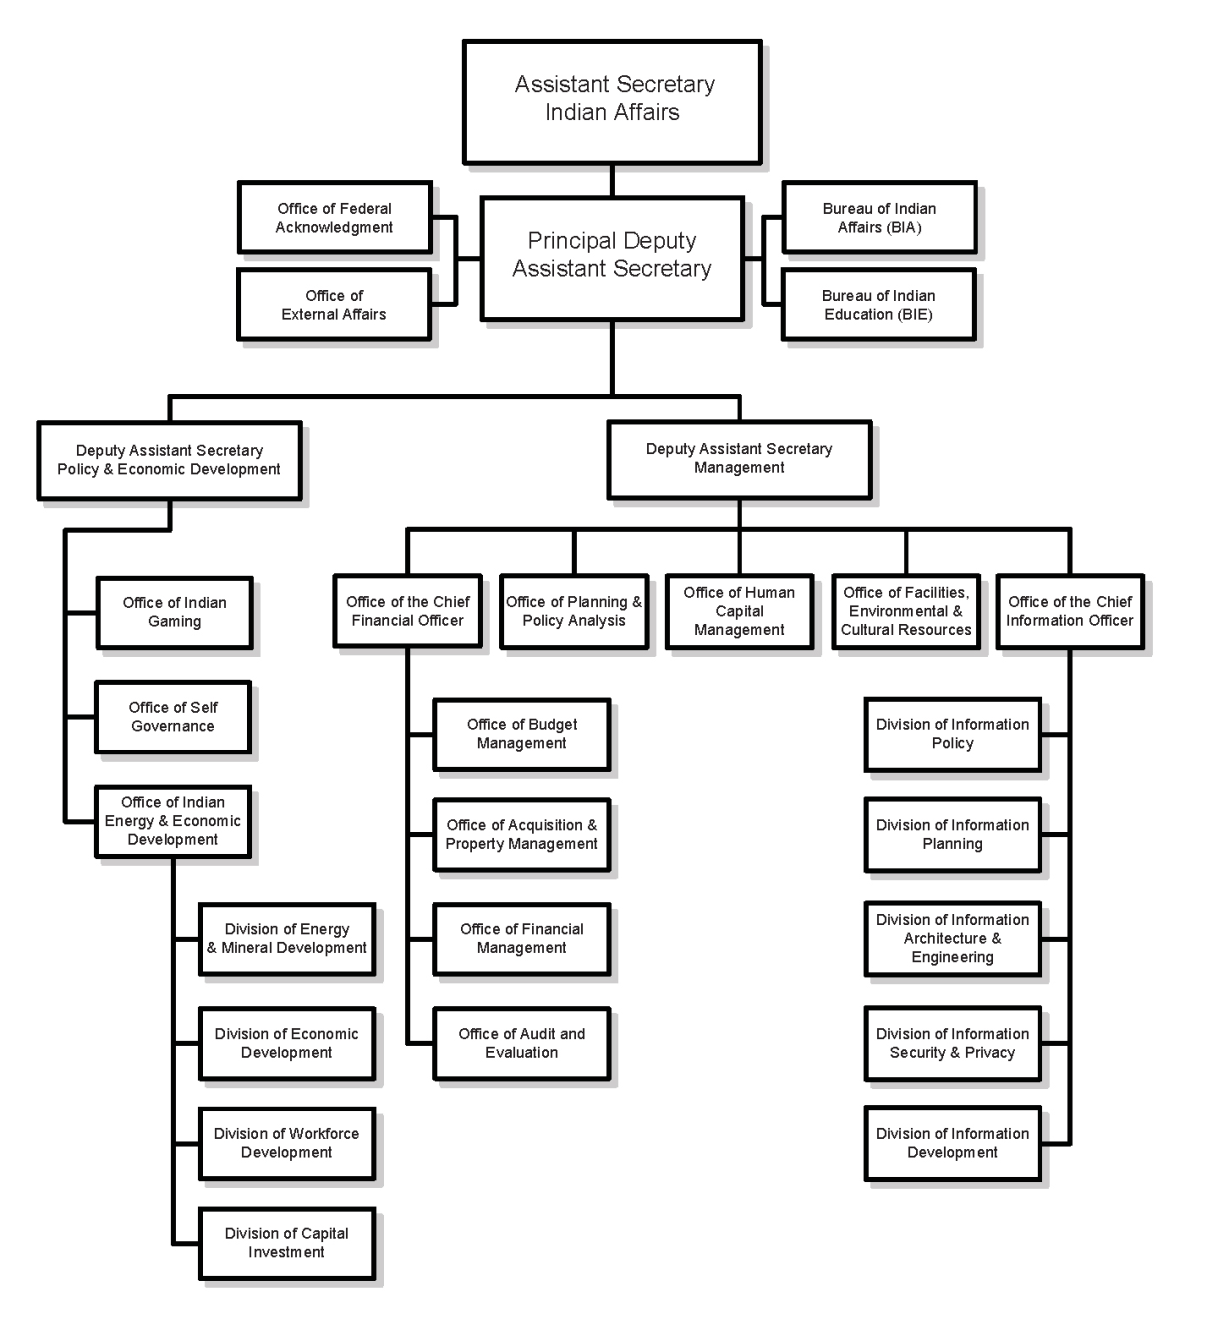 Assistant Secretary
Indian Affairs
Office of Federal
Acknowledgment
Principal Deputy
Assistant Secretary
Bureau of Indian
Affairs (BIA)
Office of
External Affairs
Bureau of Indian
Education (BIE)
Deputy Assistant Secretary
Policy & Economic Development
Deputy Assistant Secretary
Management
Office of Indian
Gaming
Office of Self
Governance
Office of Indian
Energy & Economic
Development
Division of Energy
& Mineral Development
Division of Economic
Development
Division of Workforce
Development
Division of Capital
Investment
Office of the Chief
Financial Officer
Office of Planning &
Policy Analysis
Office of Human
Capital
Management
Office of Facilities,
Environmental &
Cultural Resources
Office of the Chief
Information Officer
Office of Budget
Management
Office of Acquisition &
Property Management
Office of Financial
Management
Office of Audit and
Evaluation
Division of Information
Policy
Division of Information
Planning
Division of Information
Architecture &
Engineering
Division of Information
Security & Privacy
Division of Information
Development